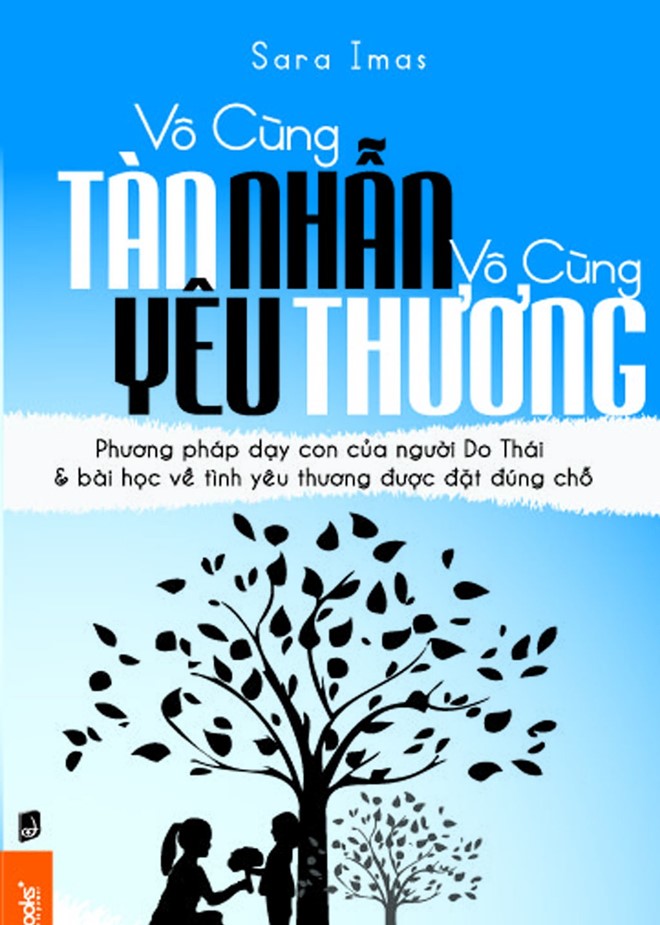 Sara Imas
Vô Cùng
TÀN NHẪN
Vô Cùng
YÊU THƯƠNG
Phương pháp dạy con của người Do Thái
& bài học về tình yêu thương được đặt đúng chỗ
ooks